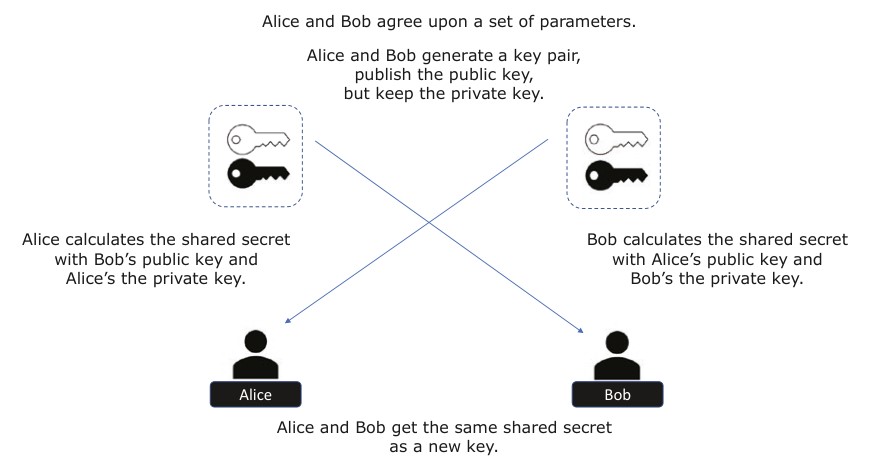 Alice and Bob agree upon a set of parameters.
Alice and Bob generate a key pair,
publish the public key,
but keep the private key.
Alice calculates the shared secret
with Bob’s public key and
Alice’s the private key.
Bob calculates the shared secret
with Alice’s public key and
Bob’s the private key.
Alice
Bob
Alice and Bob get the same shared secret
as a new key.